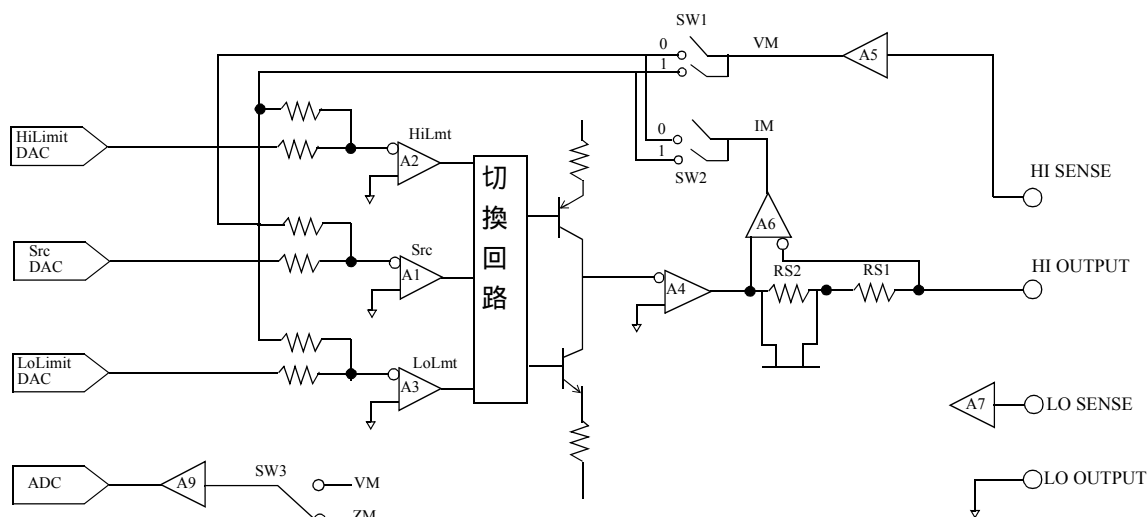 SW1
0
1
VM
A5
HiLimit
DAC
HiLmt
A2
0
1
IM
SW2
HI SENSE
切
換
回
路
A6
Src
DAC
Src
A1
RS2
RS1
HI OUTPUT
A4
LoLimit
DAC
LoLmt
A3
A7
LO SENSE
ADC
A9
SW3
VM
LO OUTPUT
ZM